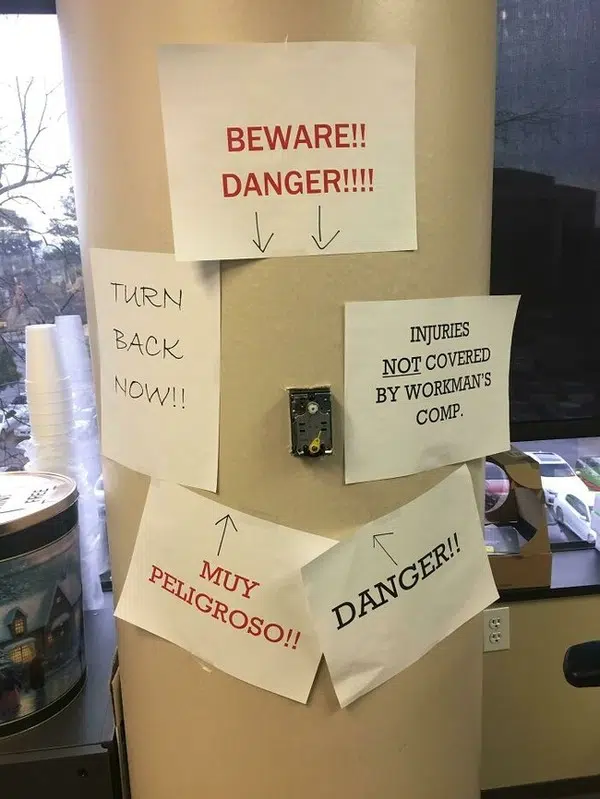 BEWARE!!
DANGER!!!!
TURN
BACK
NOW!!
INJURIES
NOT COVERED
BY WORKMAN'S
COMP.
MUY
PELIGROSO!!
DANGER!!